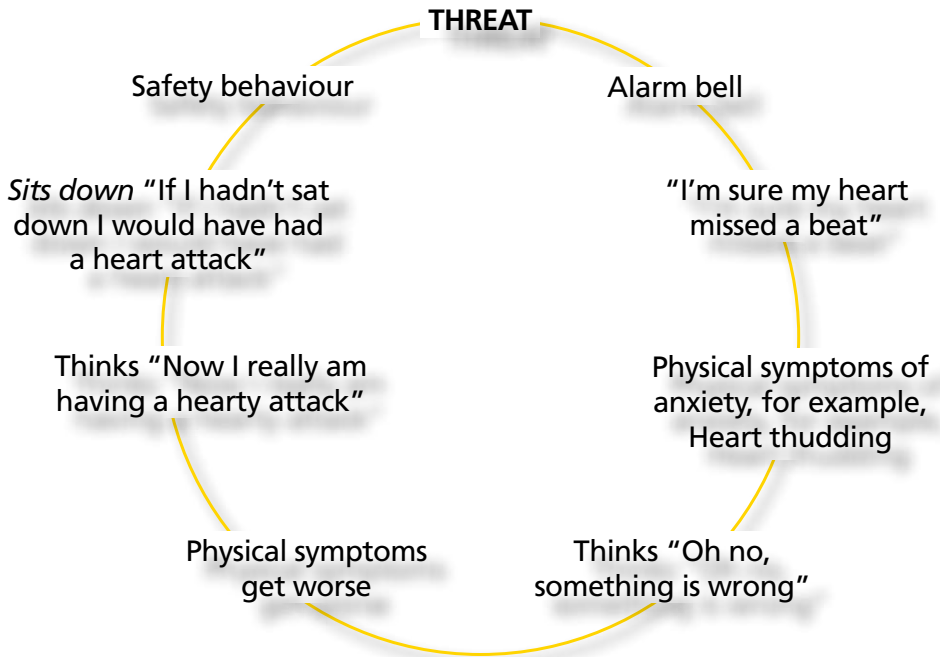 THREAT
Alarm bell
“I’m sure my heart
missed a beat”
Physical symptoms of
anxiety, for example,
Heart thudding
Thinks “Oh no,
something is wrong”
Physical symptoms
get worse
Thinks “Now I really am
having a hearty attack”
Sits down “If I hadn’t sat
down I would have had
a heart attack”
Safety behaviour